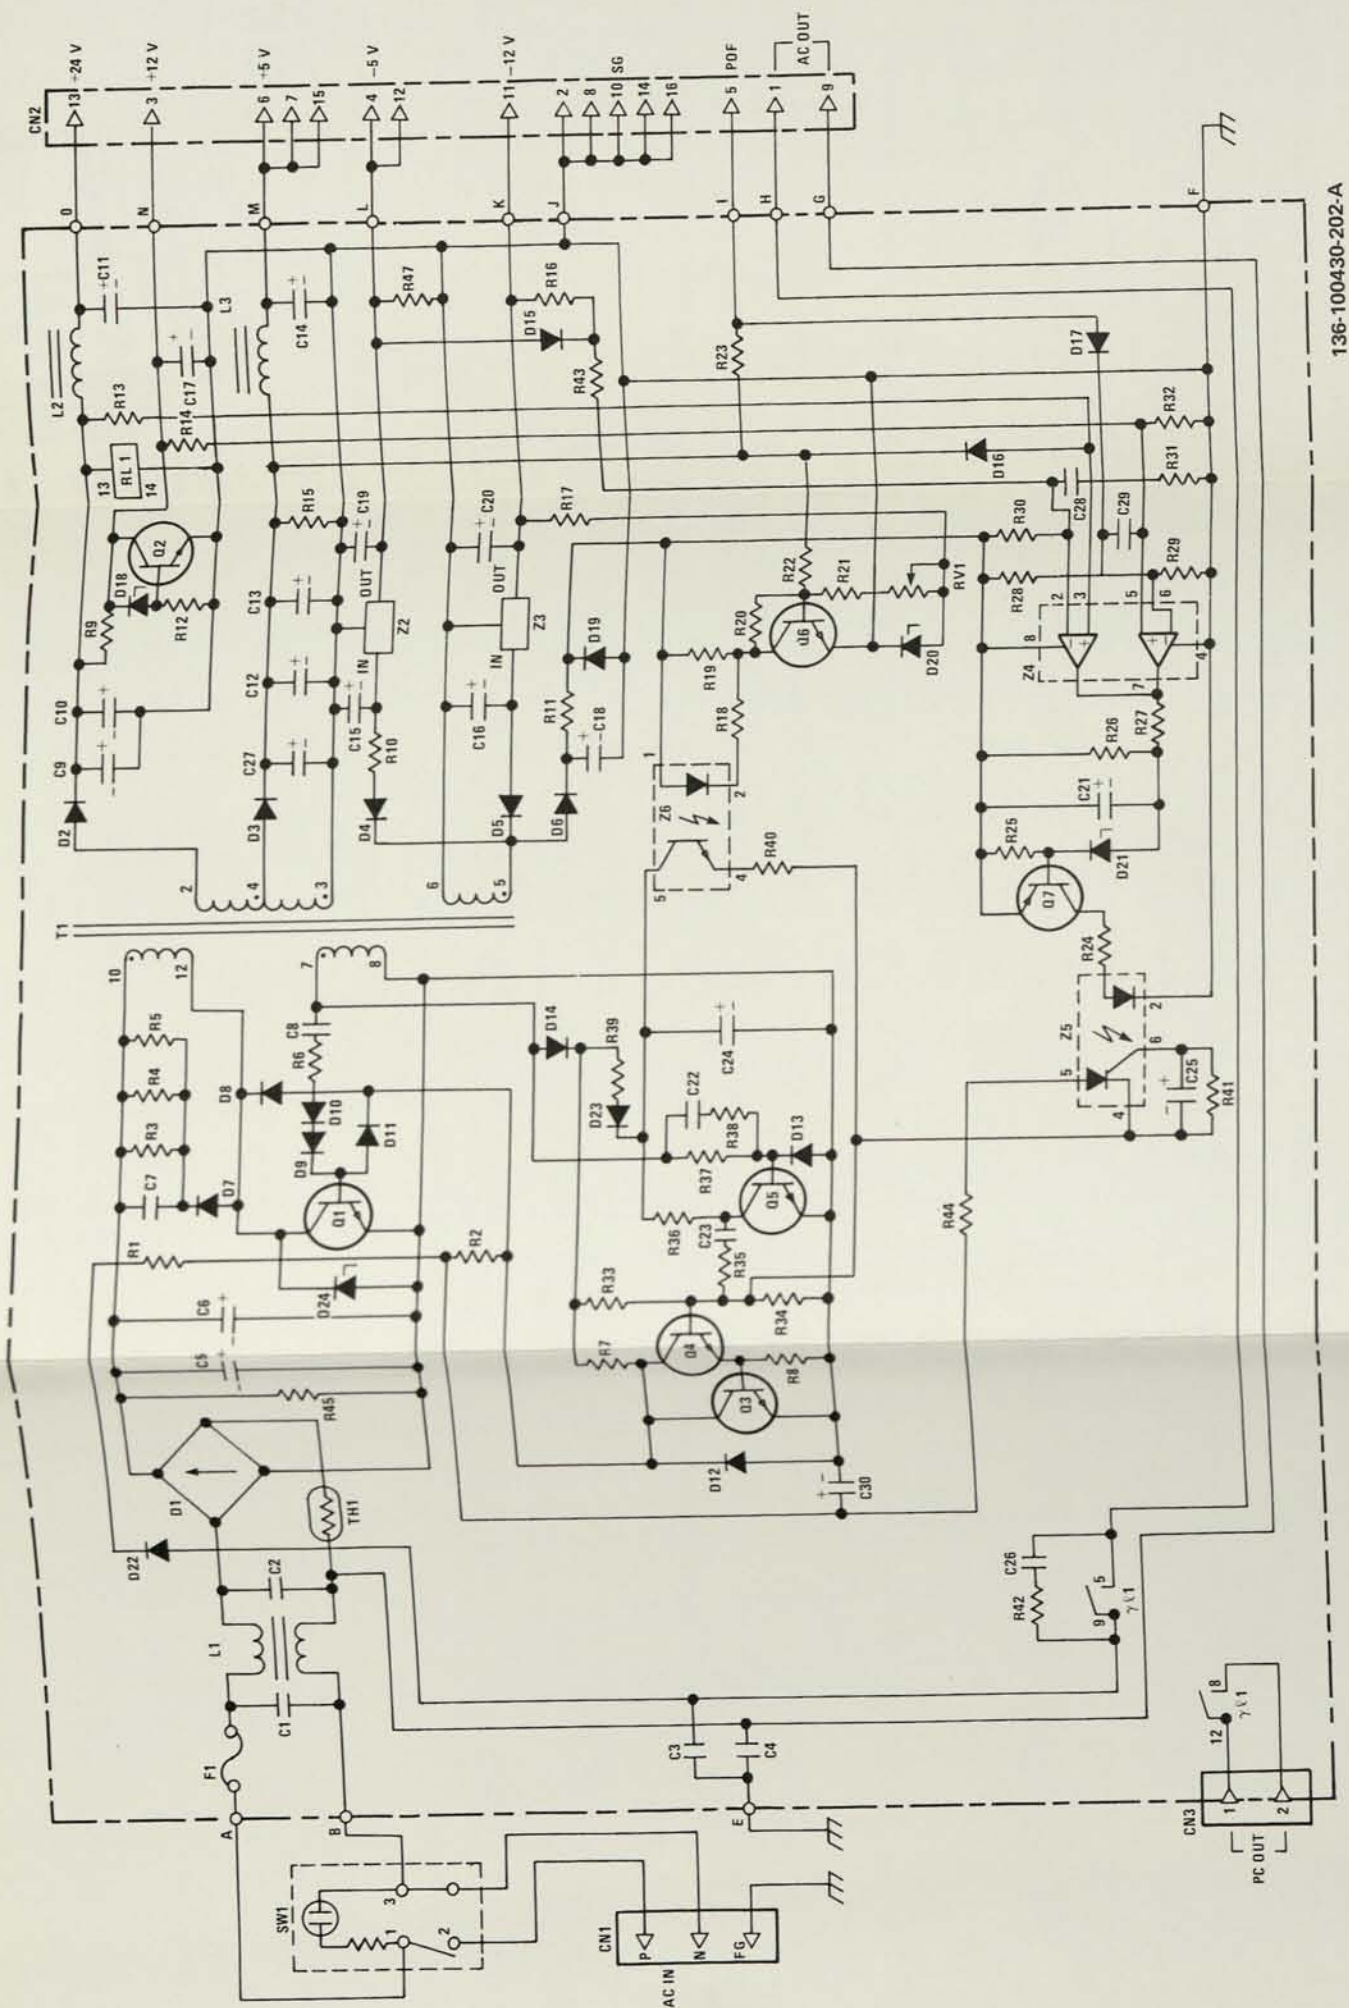 CN2
13 +24 V
3 +12 V
+5 V
6
7
15
-5 V
4
12
11 -12 V
2
8
10 SG
14
16
5 POF
1
AC OUT
9
O
N
M
L
K
J
I
H
G
F
L2
C11
+
-
R13
C17
R14
L3
C14
R47
D15
R16
R43
R23
D17
RL 1
13
14
Q2
D18
R9
R12
R15
C19
OUT
Z2
IN
C20
OUT
Z3
IN
R17
D16
R32
R31
C28
R30
C29
R29
R28
C10
C9
D2
C13
C12
C27
D3
C15
R10
D4
C16
D5
D19
R11
C18
D6
R22
R21
RV1
R20
Q6
D20
R19
R18
2
3
5
6
8
Z4
4
7
R27
R26
C21
R25
D21
Q7
R24
1
2
Z6
5
4
R40
T1
2
4
3
6
5
10
12
7
8
R5
R4
R3
C7
D7
D8
C8
R6
D10
D9
D11
Q1
R1
R2
D24
C6
C5
R45
D14
R39
D23
C24
C22
R38
R37
D13
Q5
R36
C23
R35
R33
R34
R7
Q4
R8
Q3
D12
C30
Z5
5
2
6
4
C25
R41
R44
D1
TH1
D22
C2
L1
C1
F1
A
B
E
C3
C4
C26
R42
5
9
γℓ1
8
12
γℓ1
CN3
1
2
PC OUT
SW1
1
2
3
CN1
P
N
FG
AC IN
136-100430-202-A